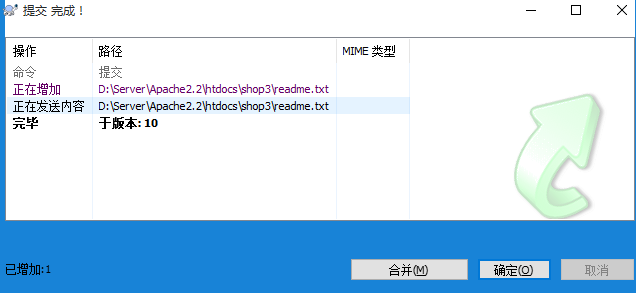 提交 完成！
操作 路径 MIME 类型
命令 提交
正在增加 D:\Server\Apache2.2\htdocs\shop3\readme.txt
正在发送内容 D:\Server\Apache2.2\htdocs\shop3\readme.txt
完毕 于版本: 10
已增加:1 合并(M) 确定(O) 取消